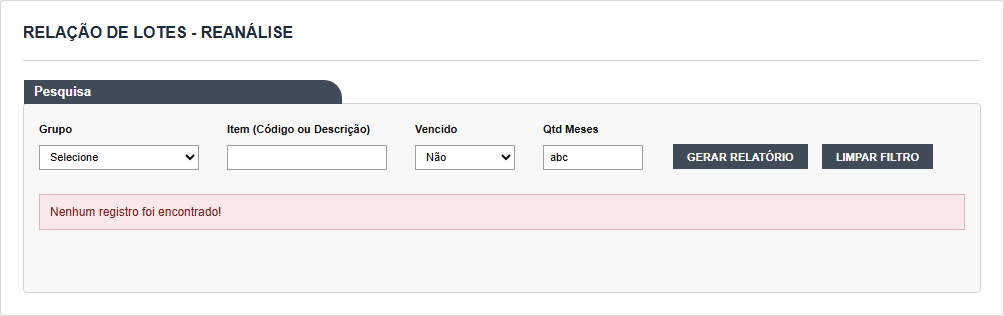 RELAÇÃO DE LOTES - REANÁLISE
Pesquisa
Grupo Item (Código ou Descrição) Vencido Qtd Meses
Selecione Não abc GERAR RELATÓRIO LIMPAR FILTRO
Nenhum registro foi encontrado!